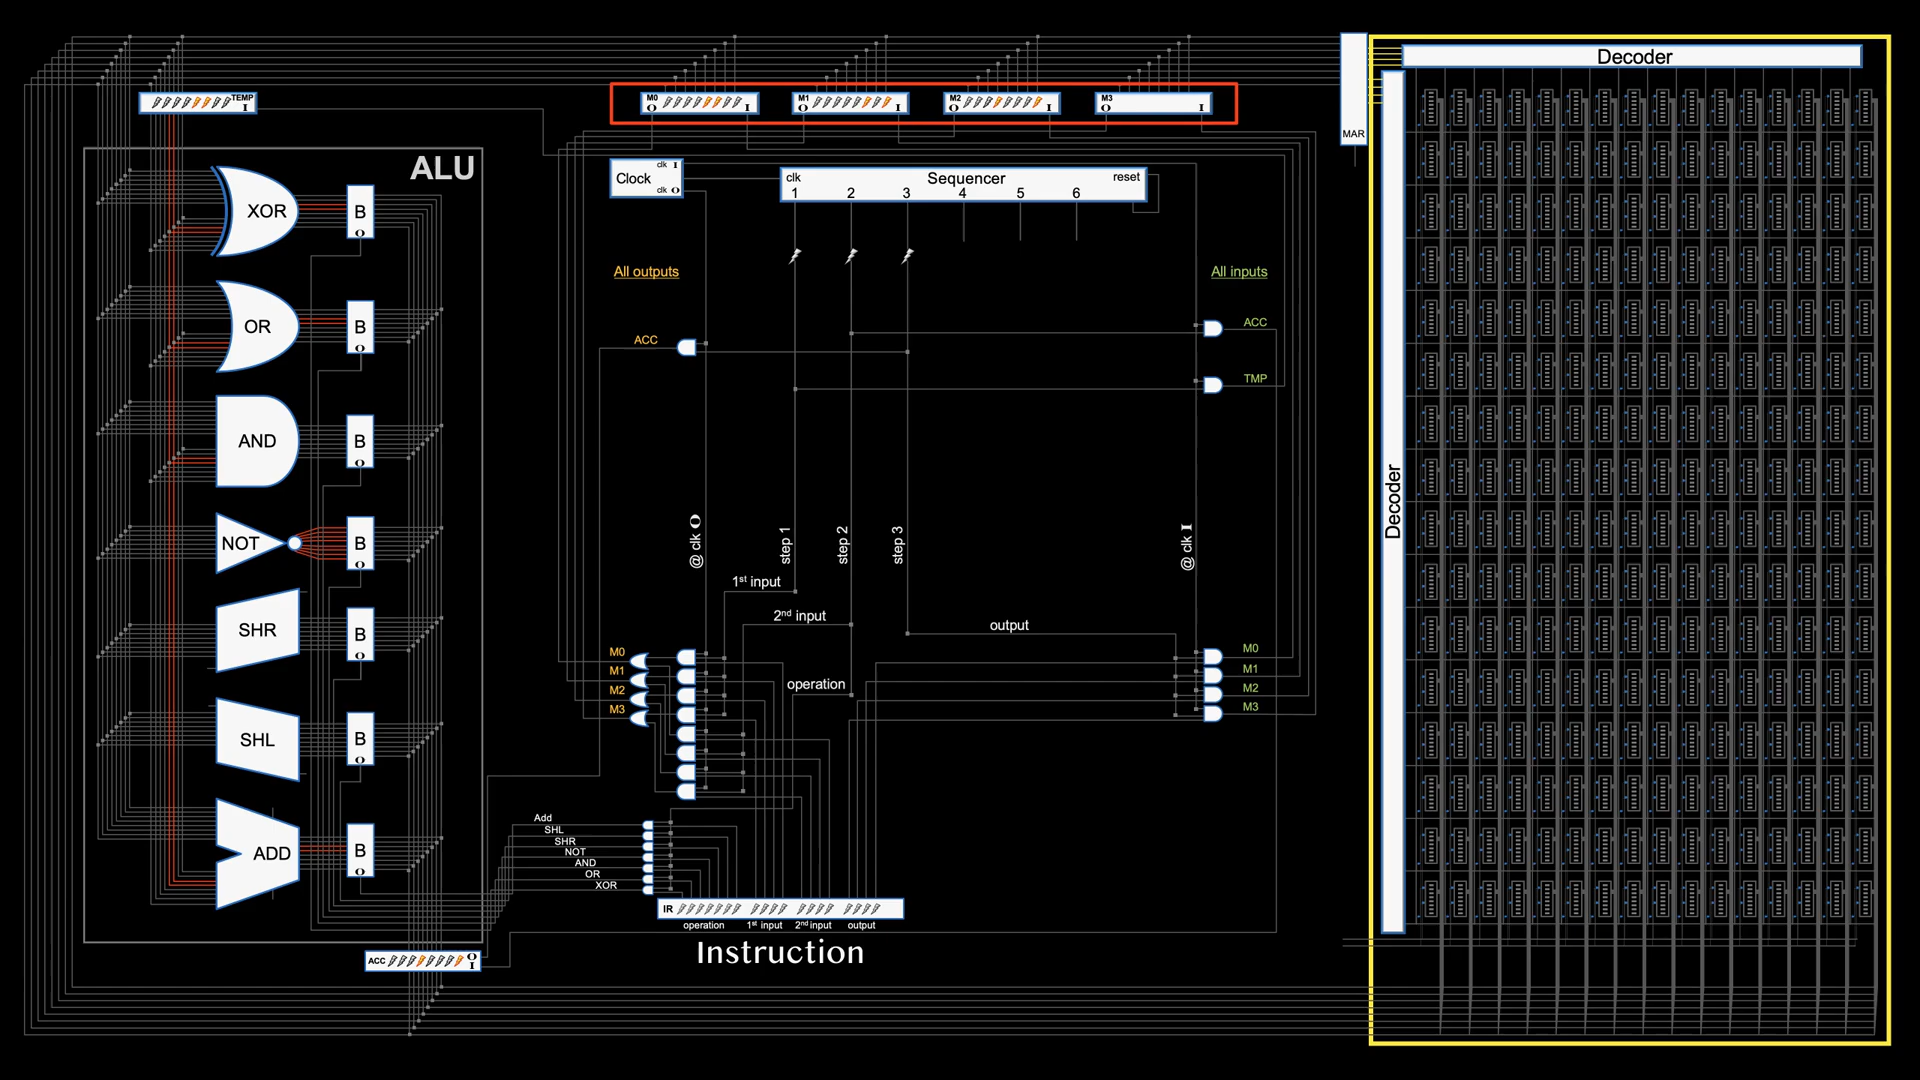 Decoder
TEMP
I
M0
O I
M1
O I
M2
O I
M3
O I
MAR
ALU
Clock
clk I
clk O
clk Sequencer reset
1 2 3 4 5 6
XOR
B
O
All outputs
All inputs
OR
B
O
ACC
ACC
TMP
AND
B
O
Decoder
@ clk O
step 1
step 2
step 3
@ clk I
NOT
B
O
1st input
2nd input
output
SHR
B
O
M0
M1
M2
M3
operation
M0
M1
M2
M3
SHL
B
O
Add
SHL
SHR
NOT
AND
OR
XOR
ADD
B
O
IR
operation 1st input 2nd input output
Instruction
ACC
O
I